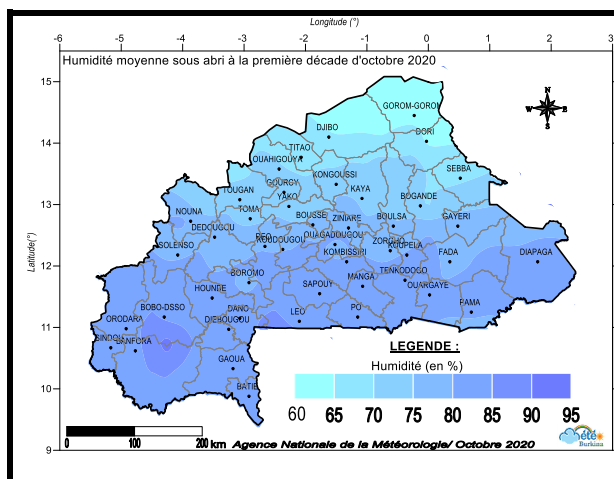 Longitude (°)
-6 -5 -4 -3 -2 -1 0 1 2 3
Humidité moyenne sous abri à la première décade d'octobre 2020
15
GOROM-GOROM
W E
N
S
DJIBO
DORI
14
TITAO
OUAHIGOUYA
SEBBA
KONGOUSSI
GOURCY
KAYA
TOUGAN
YAKO
BOGANDE
13
NOUNA
TOMA
BOUSSE
ZINIARE
BOULSA
GAYERI
DEDOUGOU
REO
KOUDOUGOU
OUAGADOUGOU
ZORGHO
KOUPELA
SOLENSO
KOMBISSIRI
FADA
DIAPAGA
Latitude(°)
12
BOROMO
TENKODOGO
MANGA
HOUNDE
SAPOUY
OUARGAYE
BOBO-DSSO
DANO
LEO
PO
PAMA
ORODARA
DIEBOUGOU
11
SINDOU
BANFORA
LEGENDE :
GAOUA
Humidité (en %)
10
BATIE
60 65 70 75 80 85 90 95
0 100 200 km
Agence Nationale de la Météorologie/ Octobre 2020
météo
Burkina
9